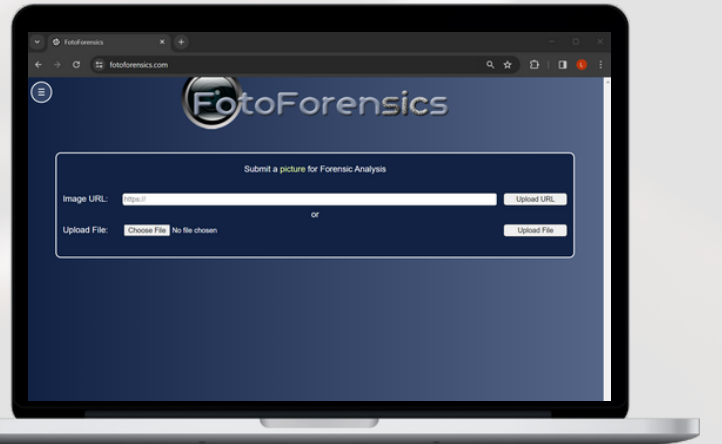 FotoForensics
fotoforensics.com
FotoForensics
Submit a picture for Forensic Analysis
Image URL: https:// Upload URL
or
Upload File: Choose File No file chosen Upload File